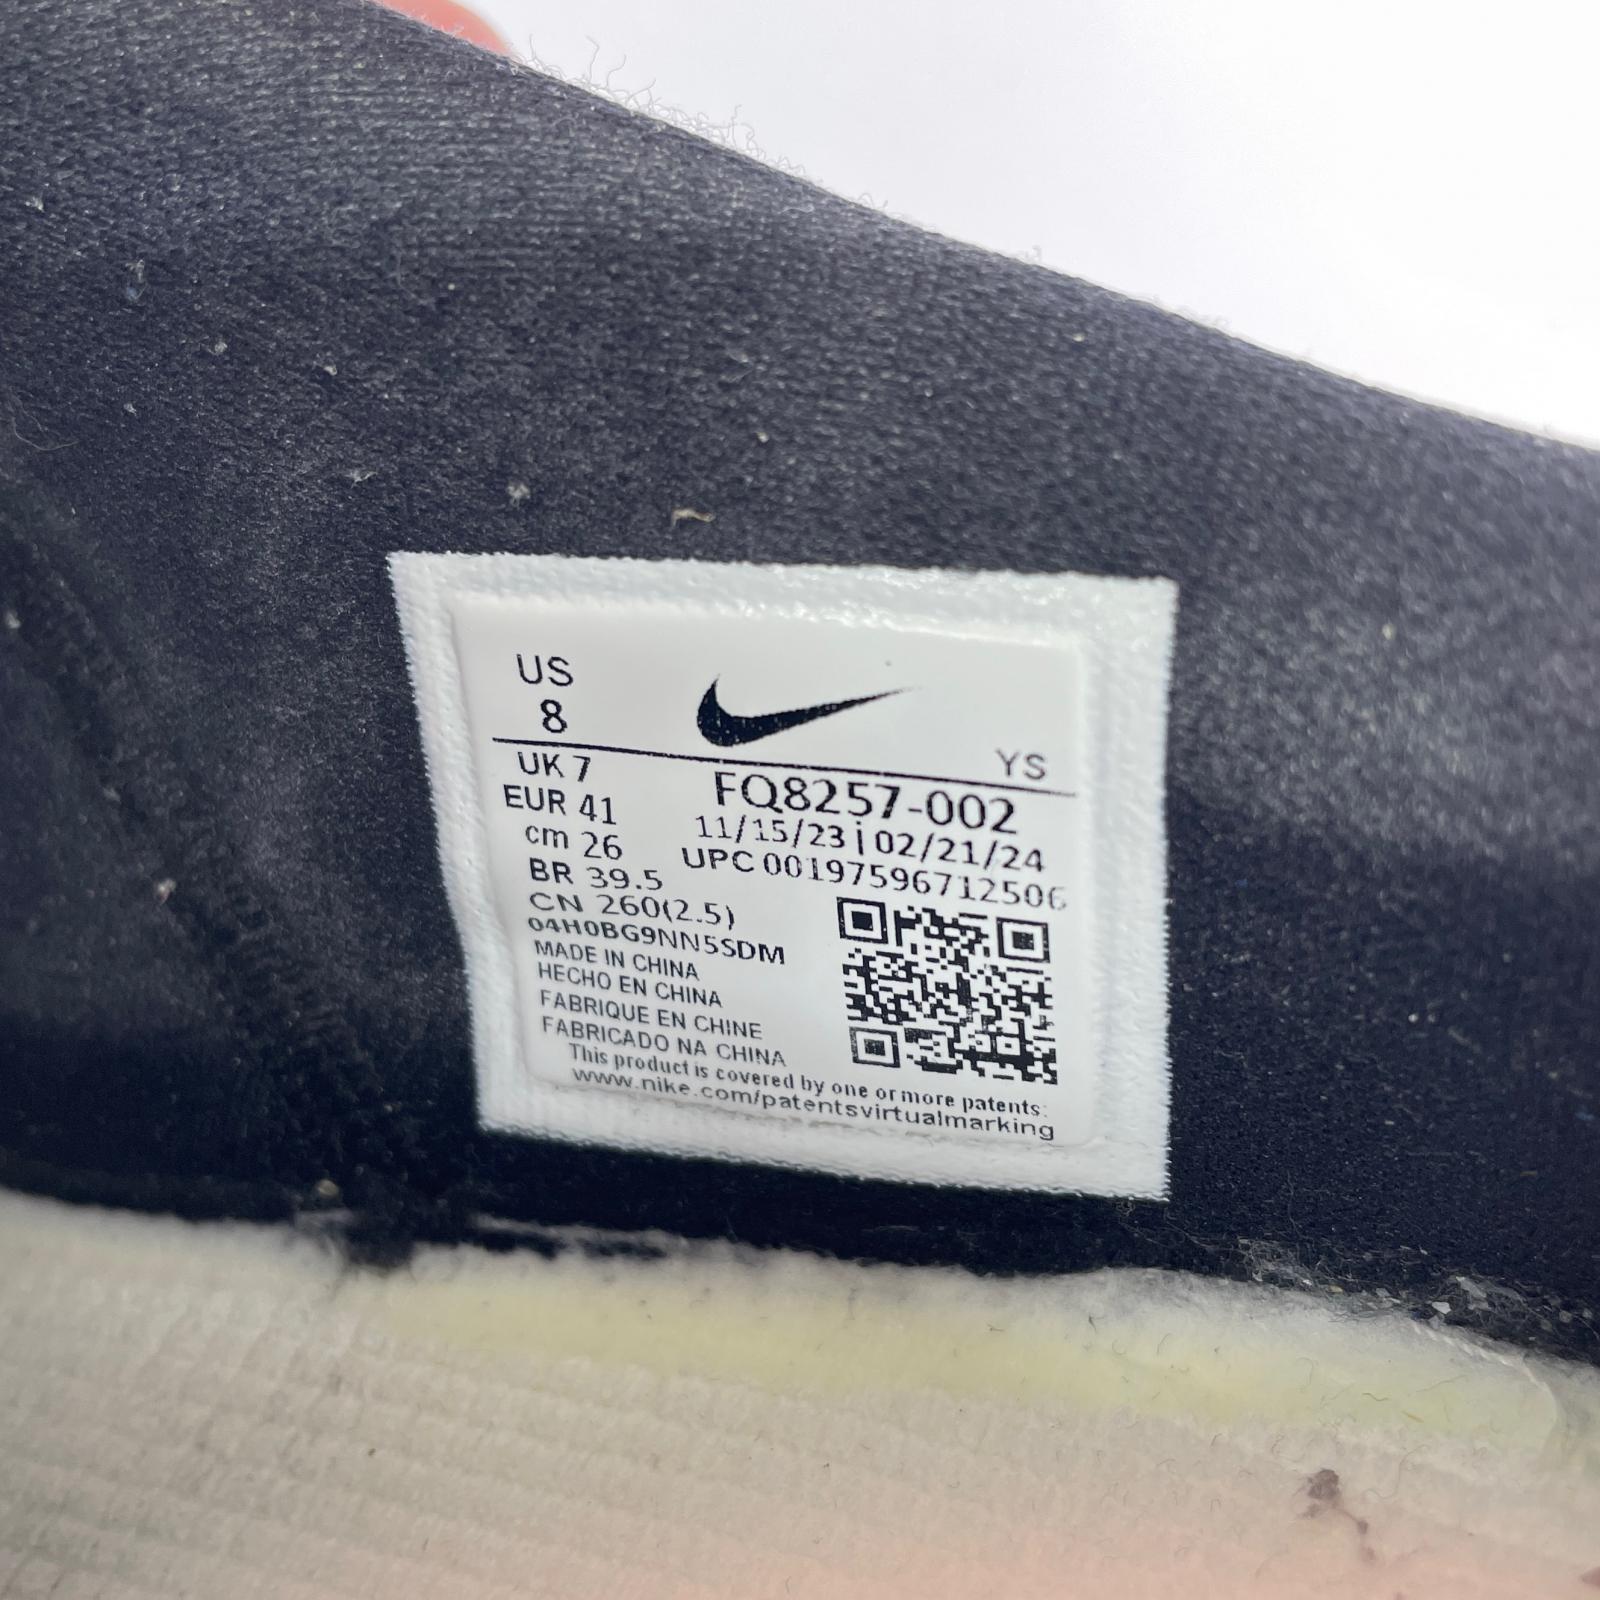 US
8
YS
UK 7
FQ8257-002
EUR 41
11/15/23 | 02/21/24
cm 26
UPC 00197596712506
BR 39.5
CN 260(2.5)
04H0BG9NN5SDM
MADE IN CHINA
HECHO EN CHINA
FABRIQUE EN CHINE
FABRICADO NA CHINA
This product is covered by one or more patents:
www.nike.com/patentsvirtualmarking